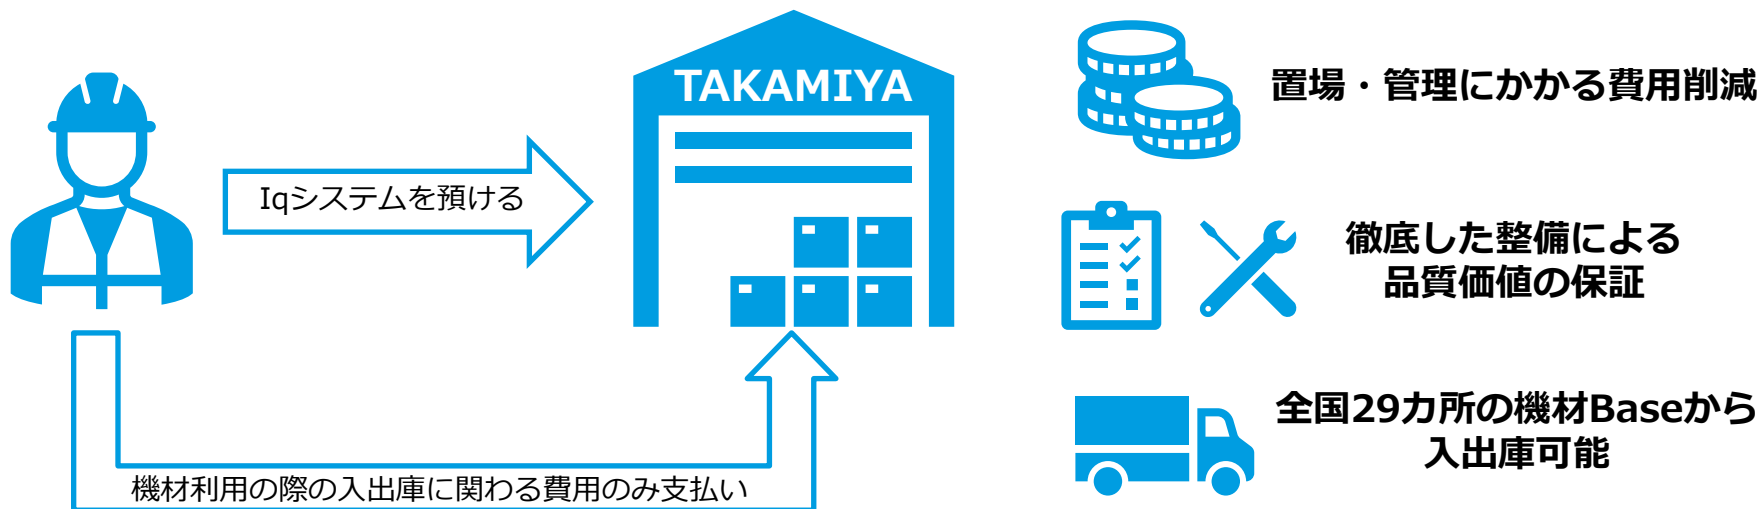 TAKAMIYA
Iqシステムを預ける
機材利用の際の入出庫に関わる費用のみ支払い
置場・管理にかかる費用削減
徹底した整備による
品質価値の保証
全国29カ所の機材Baseから
入出庫可能